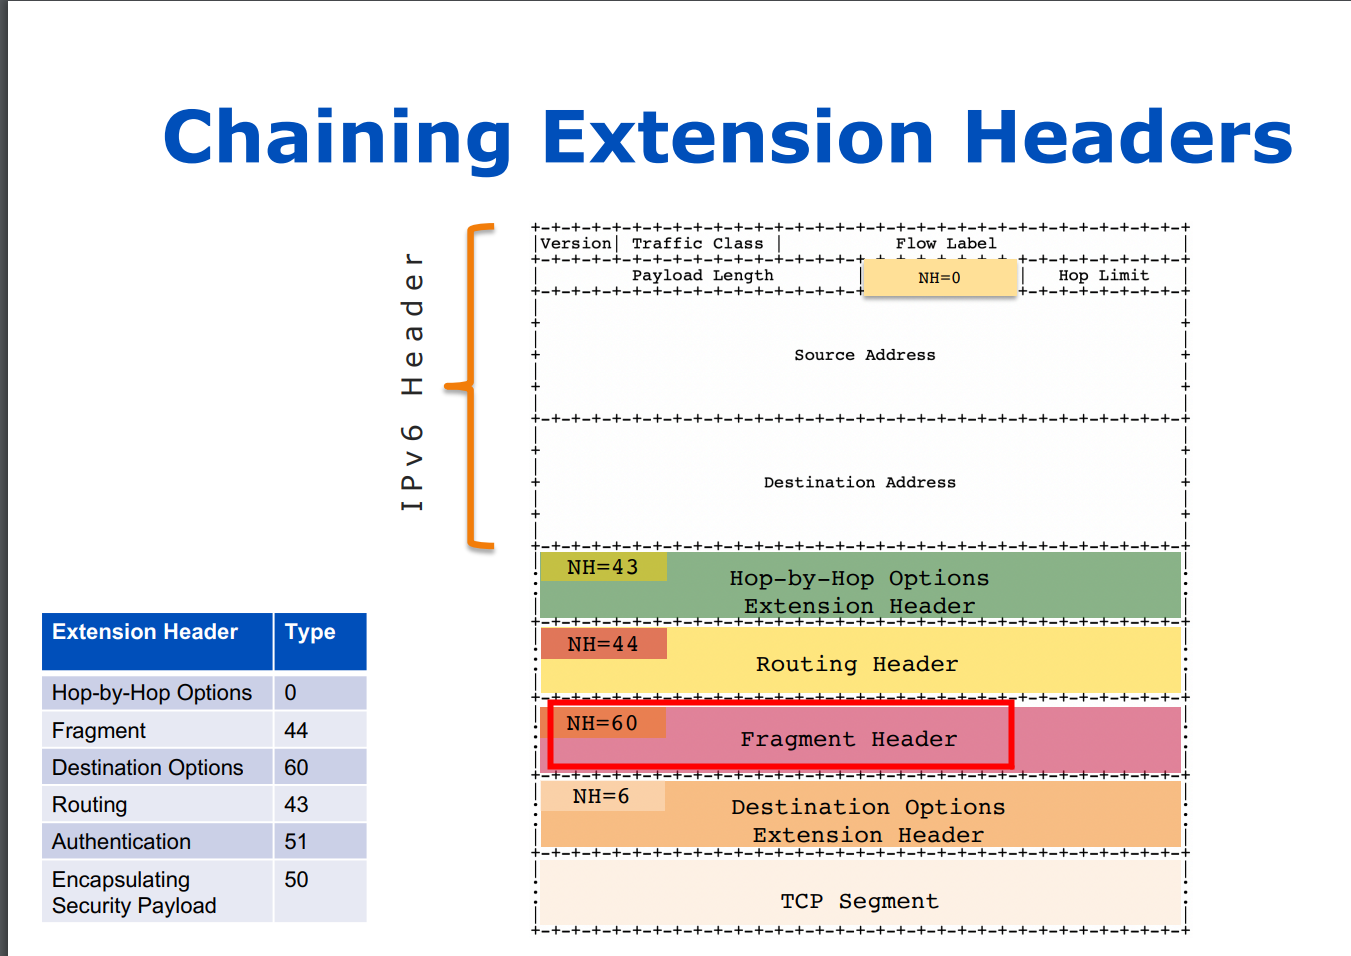 Chaining Extension Headers
IPv6 Header
+-+-+-+-+-+-+-+-+-+-+-+-+-+-+-+-+-+-+-+-+-+-+-+-+-+-+-+-+-+-+-+-+
|Version| Traffic Class | Flow Label |
+-+-+-+-+-+-+-+-+-+-+-+-+-+-+-+-+-+-+-+-+-+-+-+-+-+-+-+-+-+-+-+-+
| Payload Length | NH=0 | Hop Limit |
+-+-+-+-+-+-+-+-+-+-+-+-+-+-+-+-+-+-+-+-+-+-+-+-+-+-+-+-+-+-+-+-+
Source Address
+-+-+-+-+-+-+-+-+-+-+-+-+-+-+-+-+-+-+-+-+-+-+-+-+-+-+-+-+-+-+-+-+
Destination Address
+-+-+-+-+-+-+-+-+-+-+-+-+-+-+-+-+-+-+-+-+-+-+-+-+-+-+-+-+-+-+-+-+
NH=43
Hop-by-Hop Options
Extension Header
+-+-+-+-+-+-+-+-+-+-+-+-+-+-+-+-+-+-+-+-+-+-+-+-+-+-+-+-+-+-+-+-+
NH=44
Routing Header
+-+-+-+-+-+-+-+-+-+-+-+-+-+-+-+-+-+-+-+-+-+-+-+-+-+-+-+-+-+-+-+-+
NH=60
Fragment Header
+-+-+-+-+-+-+-+-+-+-+-+-+-+-+-+-+-+-+-+-+-+-+-+-+-+-+-+-+-+-+-+-+
NH=6
Destination Options
Extension Header
+-+-+-+-+-+-+-+-+-+-+-+-+-+-+-+-+-+-+-+-+-+-+-+-+-+-+-+-+-+-+-+-+
TCP Segment
+-+-+-+-+-+-+-+-+-+-+-+-+-+-+-+-+-+-+-+-+-+-+-+-+-+-+-+-+-+-+-+-+
Extension Header Type
Hop-by-Hop Options 0
Fragment 44
Destination Options 60
Routing 43
Authentication 51
Encapsulating 50
Security Payload